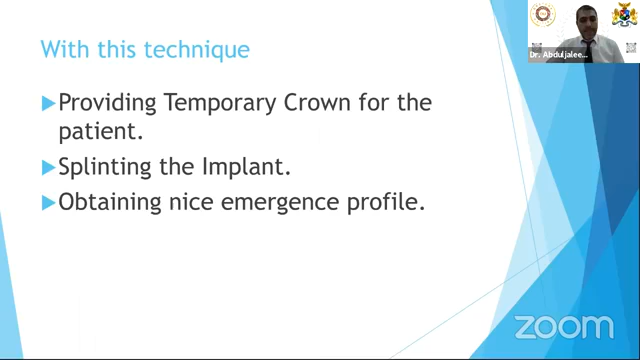 With this technique
Providing Temporary Crown for the
patient.
Splinting the Implant.
Obtaining nice emergence profile.
Dr. Abduljalee...
zoom